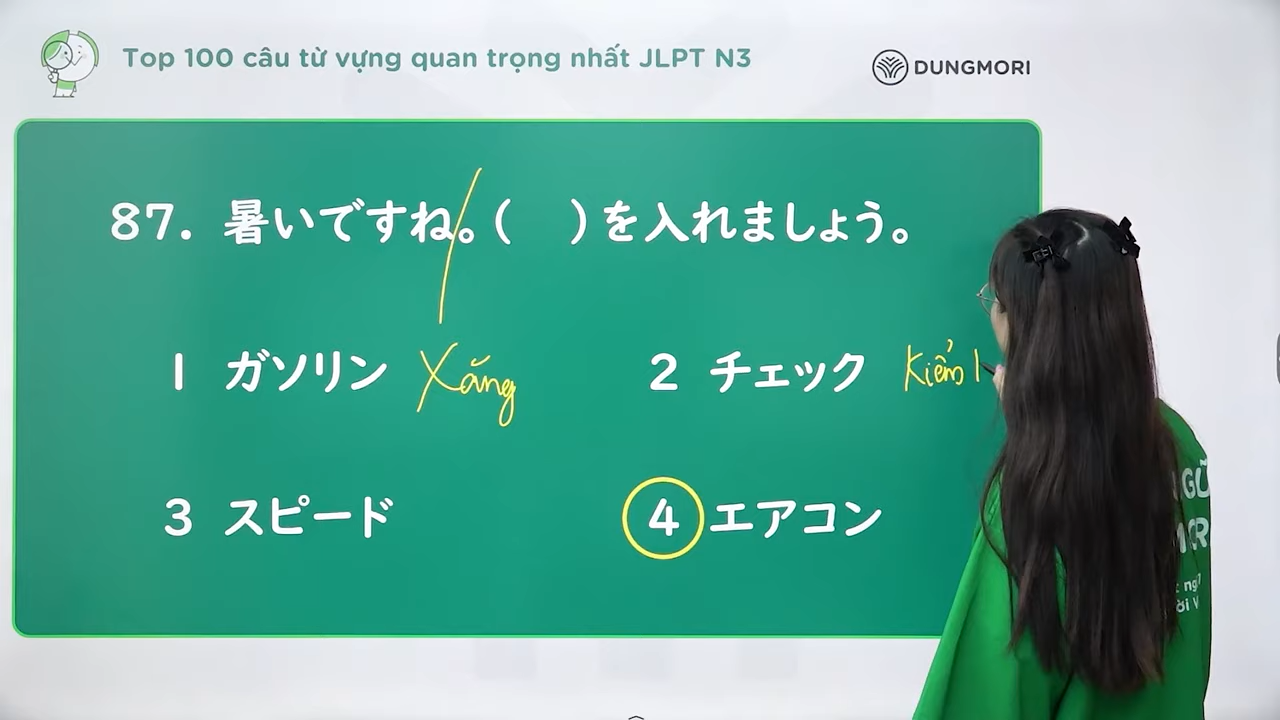 Top 100 câu từ vựng quan trọng nhất JLPT N3
DUNGMORI
87. 暑いですね。(　)を入れましょう。
1 ガソリン Xăng
2 チェック Kiểm
3 スピード
4 エアコン